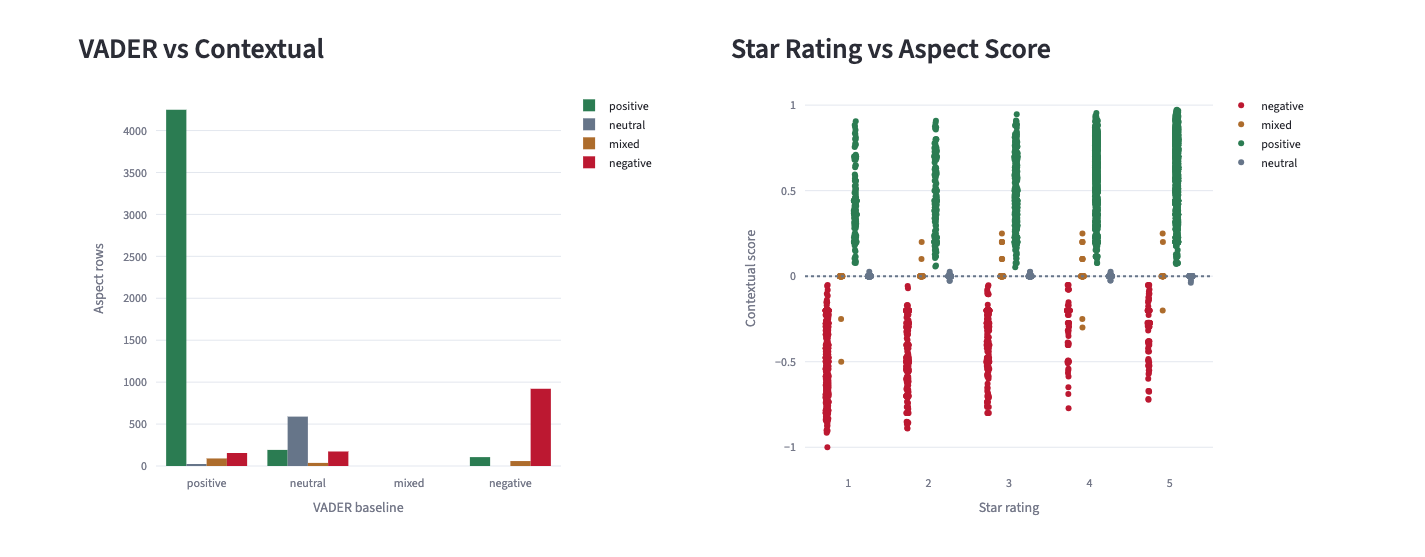 VADER vs Contextual
4000
3500
3000
2500
2000
1500
1000
500
0
Aspect rows
positive
neutral
mixed
negative
VADER baseline
positive
neutral
mixed
negative
Star Rating vs Aspect Score
1
0.5
0
−0.5
−1
Contextual score
1
2
3
4
5
Star rating
negative
mixed
positive
neutral